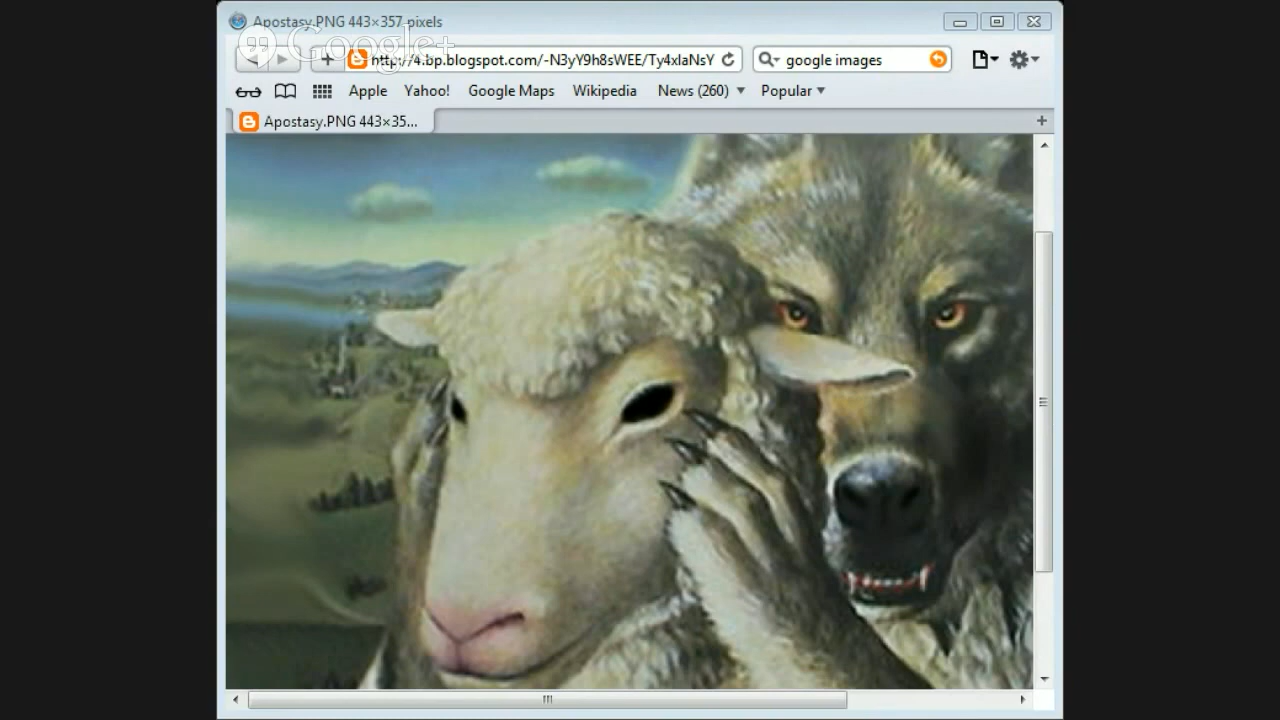 Apostasy.PNG 443×357 pixels
Google+
http://4.bp.blogspot.com/-N3yY9h8sWEE/Ty4xlaNsY
google images
Apple Yahoo! Google Maps Wikipedia News (260) Popular
Apostasy.PNG 443×35...